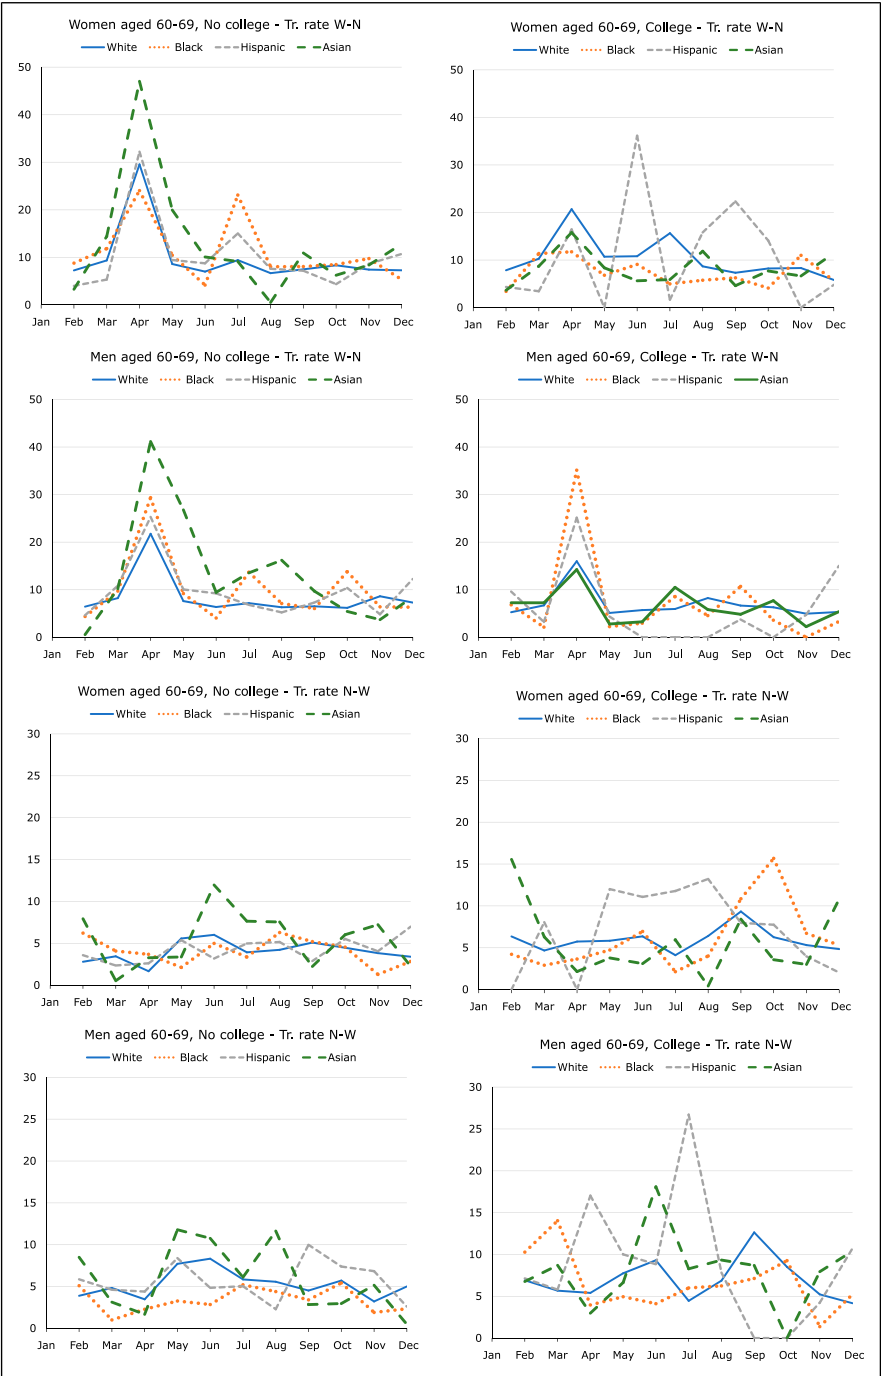 Women aged 60-69, No college - Tr. rate W-N
White Black Hispanic Asian
50
40
30
20
10
0
Jan Feb Mar Apr May Jun Jul Aug Sep Oct Nov Dec
Women aged 60-69, College - Tr. rate W-N
White Black Hispanic Asian
50
40
30
20
10
0
Jan Feb Mar Apr May Jun Jul Aug Sep Oct Nov Dec
Men aged 60-69, No college - Tr. rate W-N
White Black Hispanic Asian
50
40
30
20
10
0
Jan Feb Mar Apr May Jun Jul Aug Sep Oct Nov Dec
Men aged 60-69, College - Tr. rate W-N
White Black Hispanic Asian
50
40
30
20
10
0
Jan Feb Mar Apr May Jun Jul Aug Sep Oct Nov Dec
Women aged 60-69, No college - Tr. rate N-W
White Black Hispanic Asian
30
25
20
15
10
5
0
Jan Feb Mar Apr May Jun Jul Aug Sep Oct Nov Dec
Women aged 60-69, College - Tr. rate N-W
White Black Hispanic Asian
30
25
20
15
10
5
0
Jan Feb Mar Apr May Jun Jul Aug Sep Oct Nov Dec
Men aged 60-69, No college - Tr. rate N-W
White Black Hispanic Asian
30
25
20
15
10
5
0
Jan Feb Mar Apr May Jun Jul Aug Sep Oct Nov Dec
Men aged 60-69, College - Tr. rate N-W
White Black Hispanic Asian
30
25
20
15
10
5
0
Jan Feb Mar Apr May Jun Jul Aug Sep Oct Nov Dec